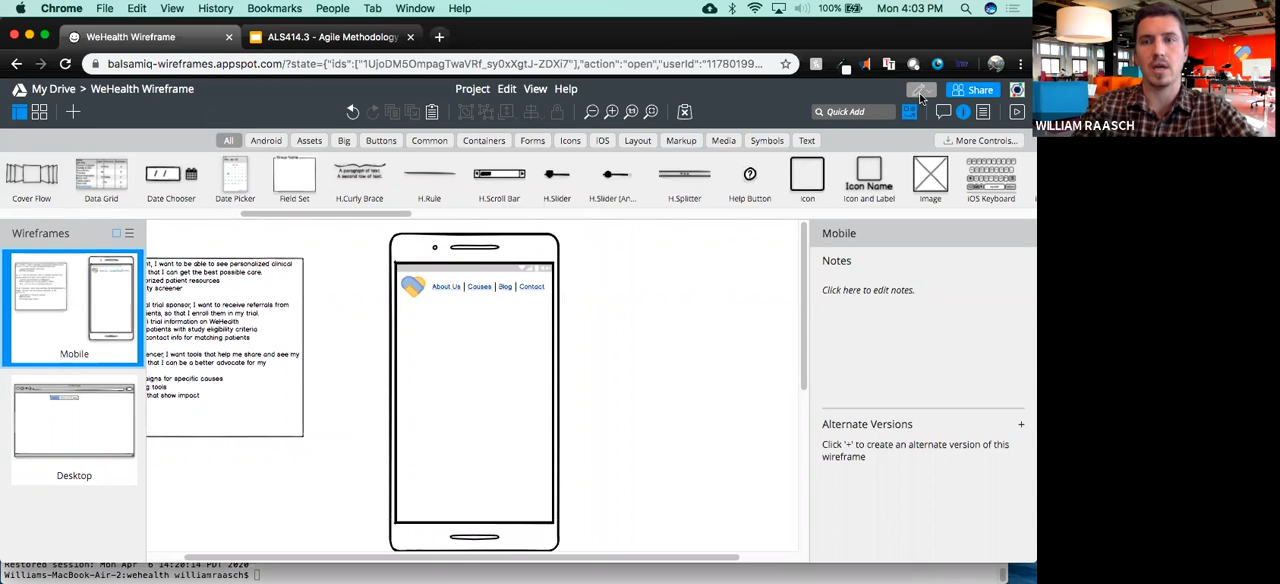 Chrome File Edit View History Bookmarks People Tab Window Help 100% Mon 4:03 PM
WeHealth Wireframe ALS414.3 - Agile Methodology
balsamiq-wireframes.appspot.com/?state={"ids":["1UjoDM5OmpagTwaVRf_sy0xXgtJ-ZDXi7"],"action":"open","userId":"11780199...
My Drive > WeHealth Wireframe Project Edit View Help Share
Quick Add
WILLIAM RAASCH
All Android Assets Big Buttons Common Containers Forms Icons iOS Layout Markup Media Symbols Text More Controls...
Group Name
A paragraph of text.
A second row of text.
Icon Name
Cover Flow Data Grid Date Chooser Date Picker Field Set H.Curly Brace H.Rule H.Scroll Bar H.Slider H.Slider (An... H.Splitter Help Button Icon Icon and Label Image iOS Keyboard
Wireframes
Mobile
Desktop
nt, I want to be able to see personalized clinical
that I can get the best possible care.
orized patient resources
ty screener
al trial sponsor, I want to receive referrals from
ients, so that I enroll them in my trial.
l trial information on WeHealth
patients with study eligibility criteria
contact info for matching patients
encer, I want tools that help me share and see my
that I can be a better advocate for my
aigns for specific causes
ng tools
that show impact
About Us | Causes | Blog | Contact
Mobile
Notes
Click here to edit notes.
Alternate Versions +
Click '+' to create an alternate version of this
wireframe
Restored session: Mon Apr 6 14:20:14 PDT 2020
Williams-MacBook-Air-2:wehealth williamraasch$